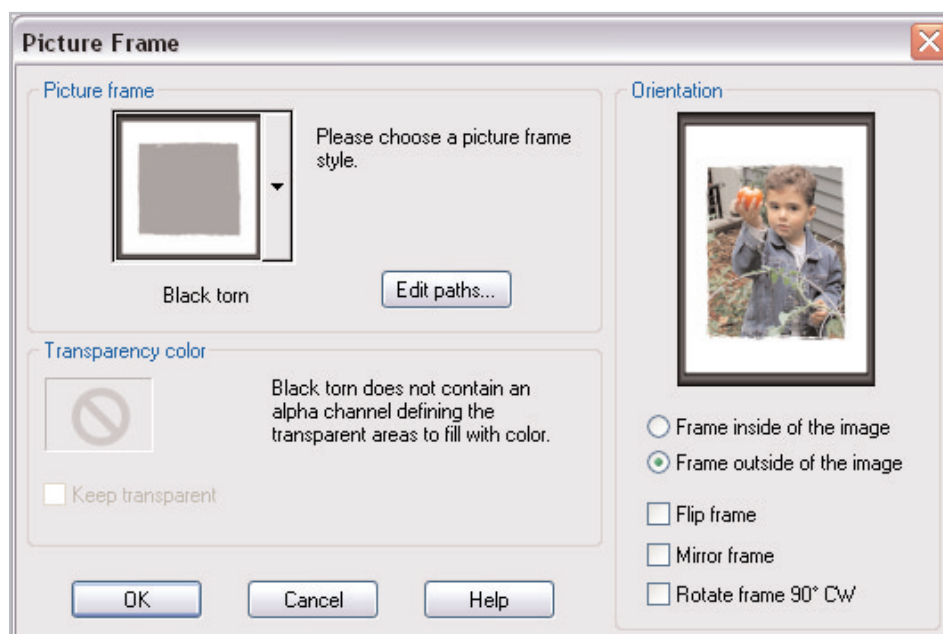 Picture Frame
Picture frame
Please choose a picture frame
style.
Black torn
Edit paths...
Transparency color
Black torn does not contain an
alpha channel defining the
transparent areas to fill with color.
Keep transparent
OK
Cancel
Help
Orientation
Frame inside of the image
Frame outside of the image
Flip frame
Mirror frame
Rotate frame 90° CW